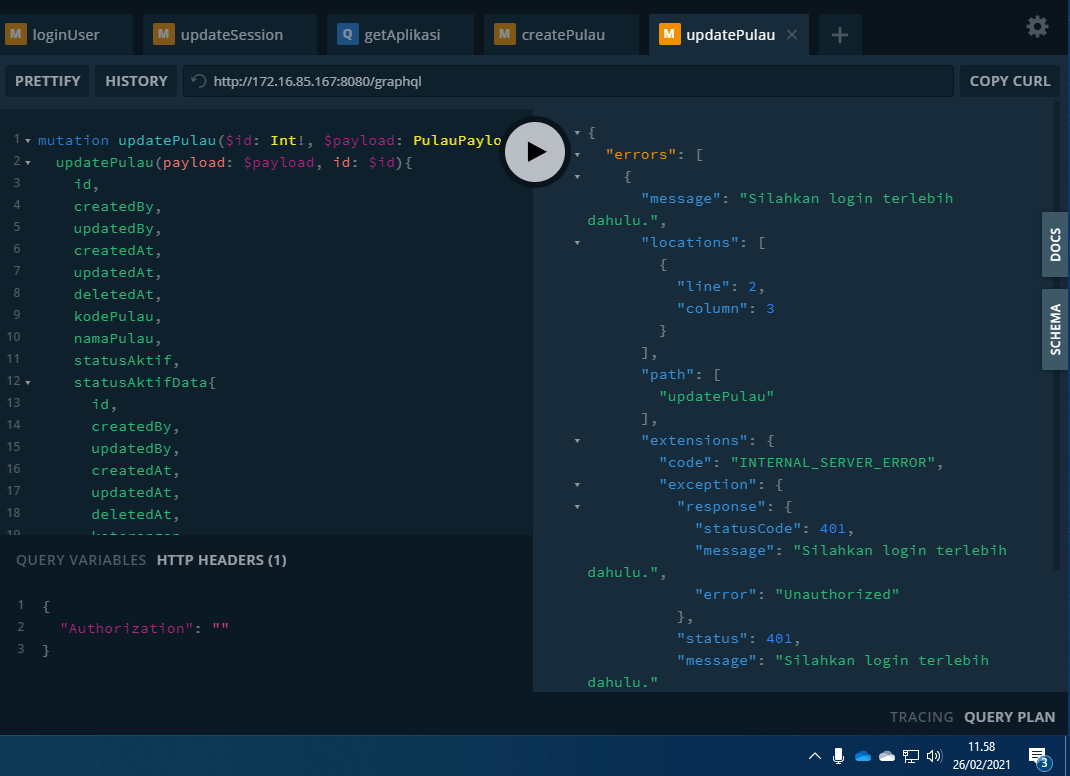 M loginUser M updateSession Q getAplikasi M createPulau M updatePulau × +
PRETTIFY HISTORY http://172.16.85.167:8080/graphql COPY CURL
1 mutation updatePulau($id: Int!, $payload: PulauPaylo
2 updatePulau(payload: $payload, id: $id){
3 id,
4 createdBy,
5 updatedBy,
6 createdAt,
7 updatedAt,
8 deletedAt,
9 kodePulau,
10 namaPulau,
11 statusAktif,
12 statusAktifData{
13 id,
14 createdBy,
15 updatedBy,
16 createdAt,
17 updatedAt,
18 deletedAt,
19
QUERY VARIABLES HTTP HEADERS (1)
1 {
2 "Authorization": ""
3 }
{
"errors": [
{
"message": "Silahkan login terlebih
dahulu.",
"locations": [
{
"line": 2,
"column": 3
}
],
"path": [
"updatePulau"
],
"extensions": {
"code": "INTERNAL_SERVER_ERROR",
"exception": {
"response": {
"statusCode": 401,
"message": "Silahkan login terlebih
dahulu.",
"error": "Unauthorized"
},
"status": 401,
"message": "Silahkan login terlebih
dahulu."
DOCS
SCHEMA
TRACING QUERY PLAN
11.58
26/02/2021
3